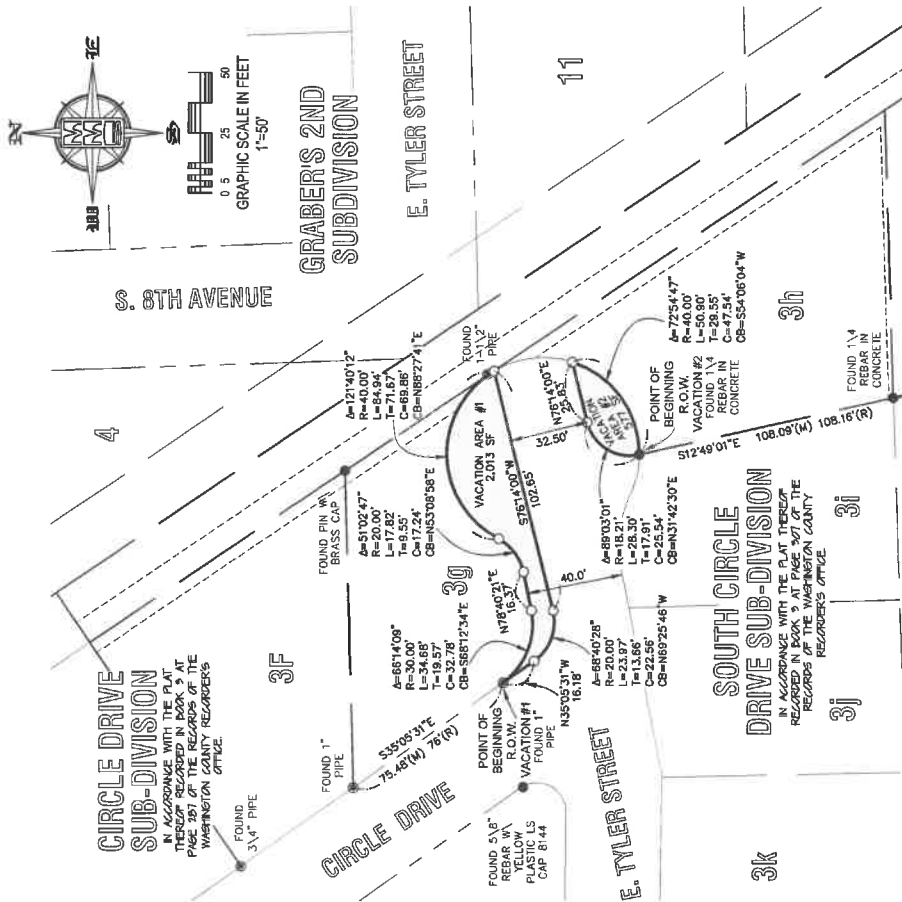 N
W
E
S
0 5 25 50
GRAPHIC SCALE IN FEET
1"=50'
S. 8TH AVENUE
GRABER'S 2ND
SUBDIVISION
E. TYLER STREET
11
4
CIRCLE DRIVE
SUB-DIVISION
IN ACCORDANCE WITH THE PLAT
THEREOF RECORDED IN BOOK 3 AT
PAGE 287 OF THE RECORDS OF THE
WASHINGTON COUNTY RECORDER'S
OFFICE.
FOUND
3\4" PIPE
3F
FOUND PIN W\
BRASS CAP
FOUND 1"
PIPE
S35°05'31"E
75.48'(M) 76'(R)
CIRCLE DRIVE
Δ=121°40'12"
R=40.00'
L=84.94'
T=71.67'
C=69.86'
CB=N88°27'41"E
FOUND
1-1\2"
PIPE
Δ=51°02'47"
R=20.00'
L=17.82'
T=9.55'
C=17.24'
CB=N53°08'58"E
VACATION AREA #1
2,013 SF
S76°14'00"W
102.65'
3g
N78°40'21"E
16.37'
Δ=66°14'09"
R=30.00'
L=34.68'
T=19.57'
C=32.78'
CB=S68°12'34"E
POINT OF
BEGINNING
R.O.W.
VACATION #1
FOUND 1"
PIPE
N35°05'31"W
16.18'
Δ=68°40'28"
R=20.00'
L=23.97'
T=13.66'
C=22.56'
CB=N69°25'46"W
40.0'
32.50'
N76°14'00"E
25.85'
VACATION
AREA #2
577 SF
Δ=72°54'47"
R=40.00'
L=50.90'
T=29.55'
C=47.54'
CB=S54°06'04"W
Δ=89°03'01"
R=18.21'
L=28.30'
T=17.91'
C=25.54'
CB=N31°42'30"E
POINT OF
BEGINNING
R.O.W.
VACATION #2
FOUND 1\4
REBAR IN
CONCRETE
3h
S12°49'01"E 108.09'(M) 108.16'(R)
FOUND 1\4
REBAR IN
CONCRETE
FOUND 5\8"
REBAR W\
YELLOW
PLASTIC LS
CAP 8144
E. TYLER STREET
SOUTH CIRCLE
DRIVE SUB-DIVISION
IN ACCORDANCE WITH THE PLAT THEREOF
RECORDED IN BOOK 3 AT PAGE 307 OF THE
RECORDS OF THE WASHINGTON COUNTY
RECORDER'S OFFICE.
3i
3j
3k